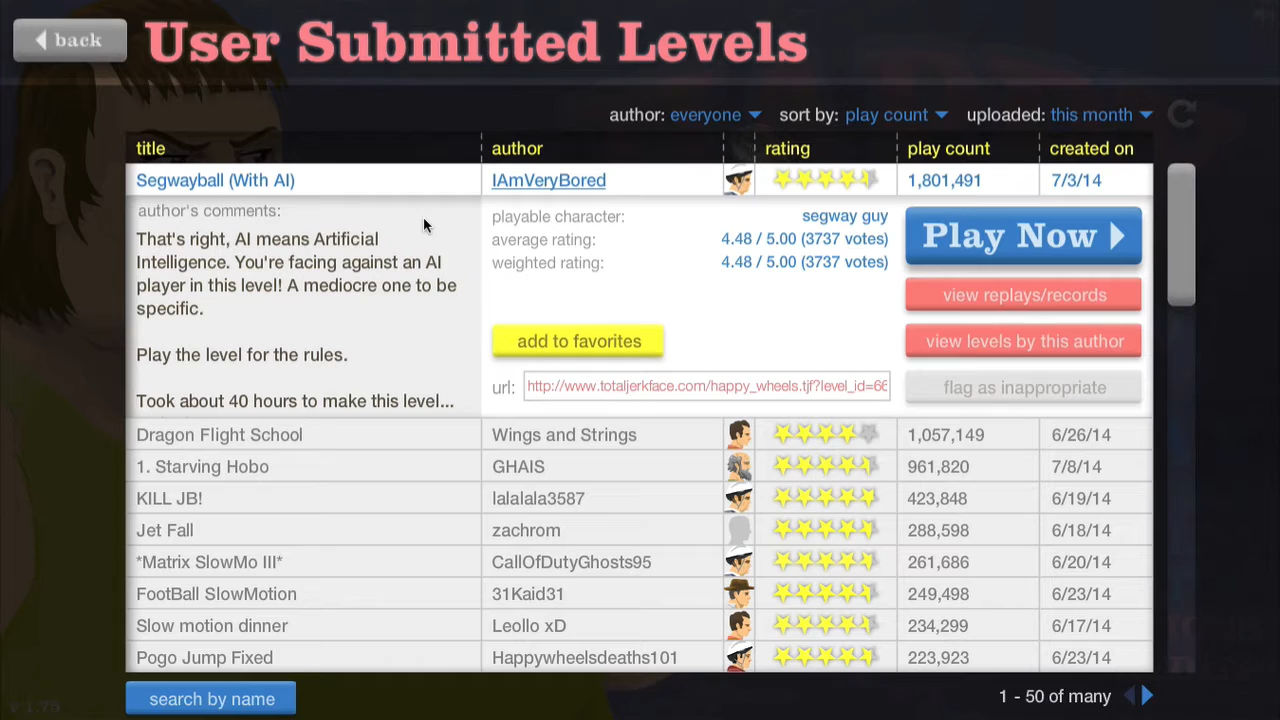 back
User Submitted Levels
author: everyone sort by: play count uploaded: this month
title author rating play count created on
Segwayball (With AI) IAmVeryBored 1,801,491 7/3/14
author's comments:
That's right, AI means Artificial
Intelligence. You're facing against an AI
player in this level! A mediocre one to be
specific.
Play the level for the rules.
Took about 40 hours to make this level...
playable character: segway guy
average rating: 4.48 / 5.00 (3737 votes)
weighted rating: 4.48 / 5.00 (3737 votes)
add to favorites
url: http://www.totaljerkface.com/happy_wheels.tjf?level_id=66
Play Now
view replays/records
view levels by this author
flag as inappropriate
Dragon Flight School Wings and Strings 1,057,149 6/26/14
1. Starving Hobo GHAIS 961,820 7/8/14
KILL JB! lalalala3587 423,848 6/19/14
Jet Fall zachrom 288,598 6/18/14
*Matrix SlowMo III* CallOfDutyGhosts95 261,686 6/20/14
FootBall SlowMotion 31Kaid31 249,498 6/23/14
Slow motion dinner Leollo xD 234,299 6/17/14
Pogo Jump Fixed Happywheelsdeaths101 223,923 6/23/14
search by name
1 - 50 of many
v 1.75